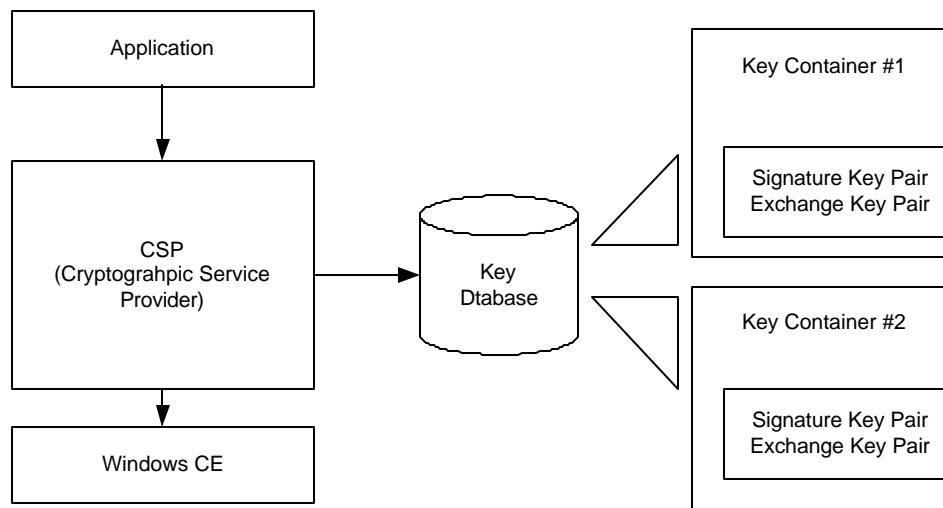 Application
CSP
(Cryptograhpic Service
Provider)
Windows CE
Key
Dtabase
Key Container #1
Signature Key Pair
Exchange Key Pair
Key Container #2
Signature Key Pair
Exchange Key Pair